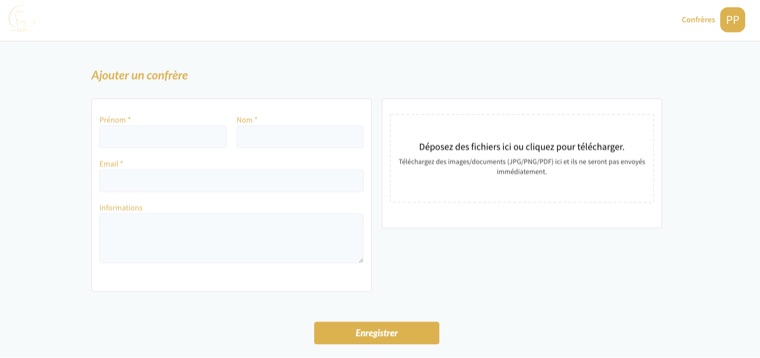 Confrères
PP
Ajouter un confrère
Prénom *
Nom *
Email *
Informations
Déposez des fichiers ici ou cliquez pour télécharger.
Téléchargez des images/documents (JPG/PNG/PDF) ici et ils ne seront pas envoyés
immédiatement.
Enregistrer